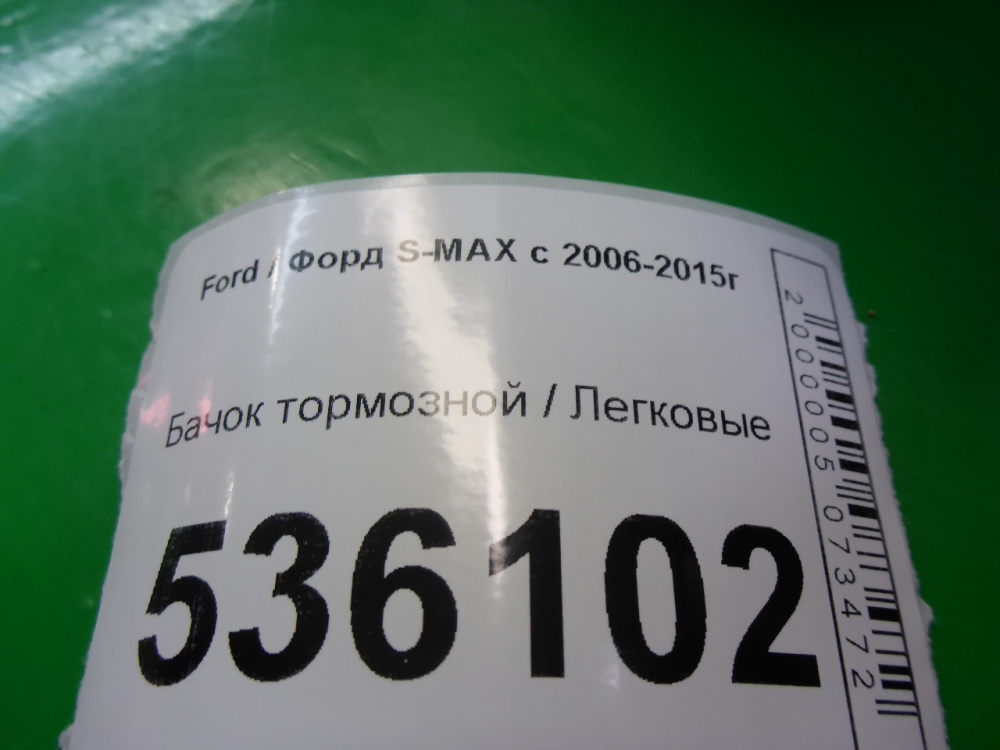 Ford / Форд S-MAX с 2006-2015г
Бачок тормозной / Легковые
536102
2000005073472